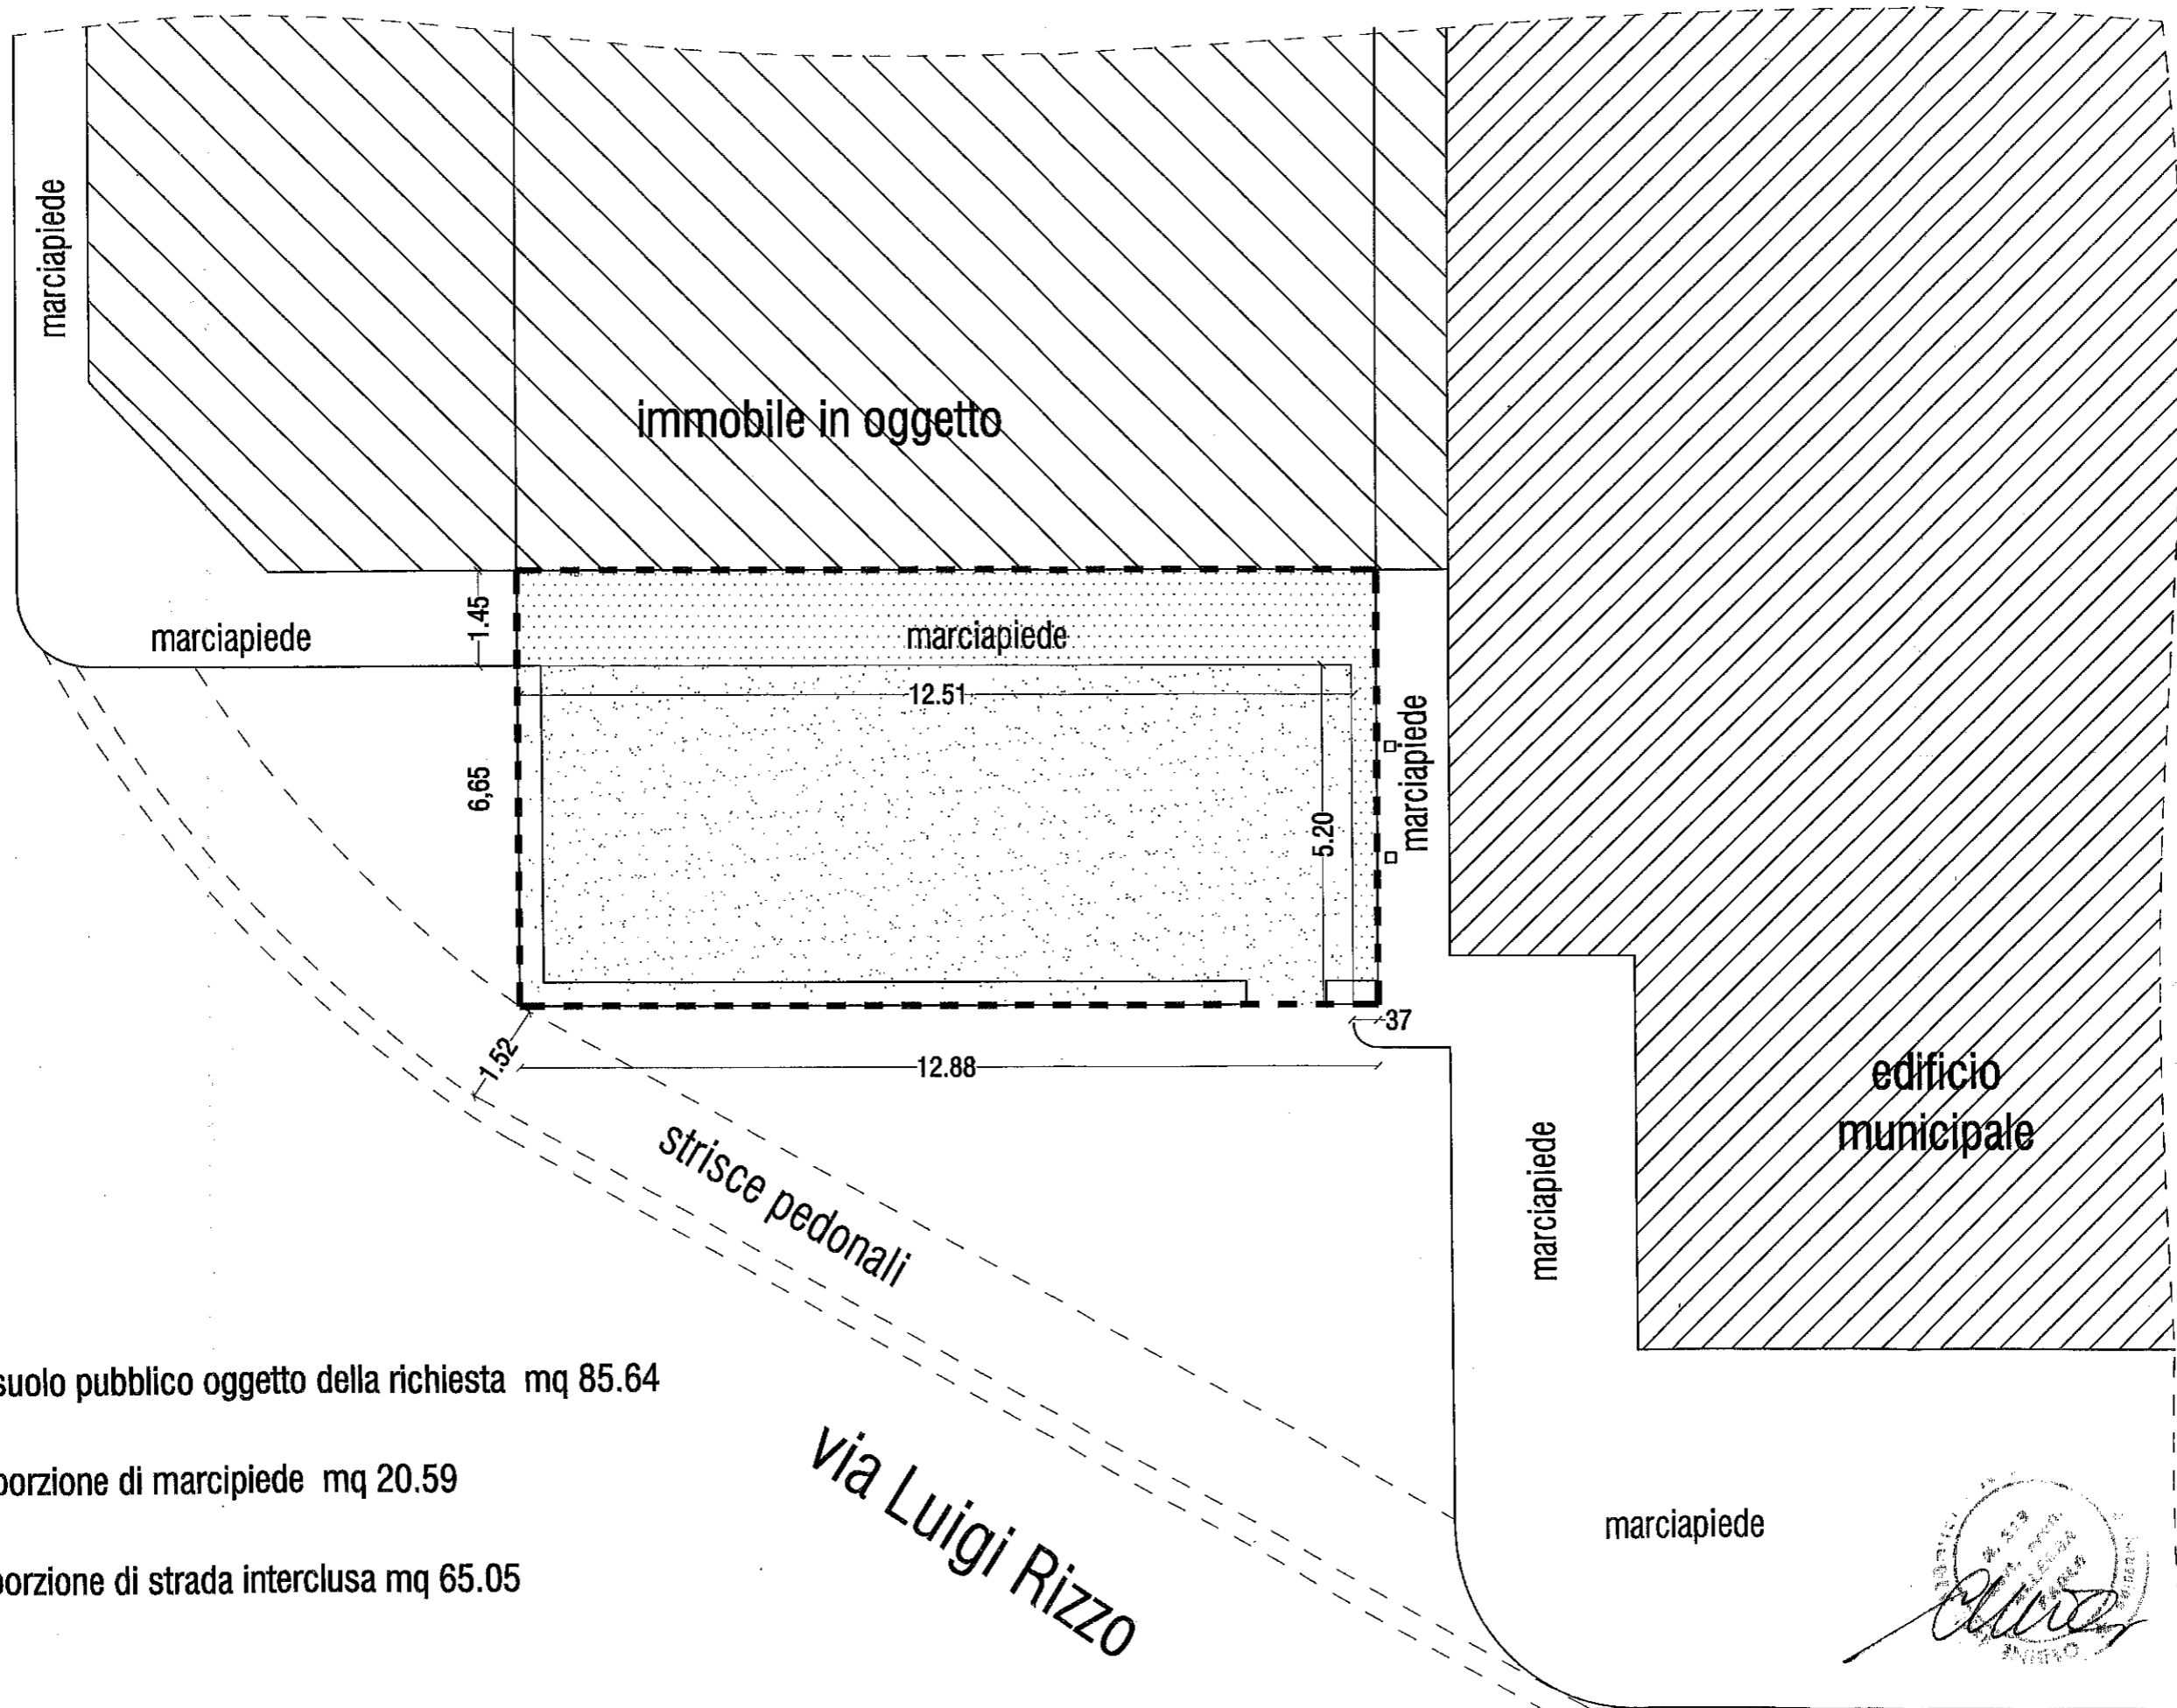 marciapiede
immobile in oggetto
1.45
marciapiede
marciapiede
12.51
6,65
marciapiede
5.20
37
1.52
12.88
edificio
municipale
strisce pedonali
marciapiede
suolo pubblico oggetto della richiesta mq 85.64
porzione di marcipiede mq 20.59
porzione di strada interclusa mq 65.05
via Luigi Rizzo
marciapiede